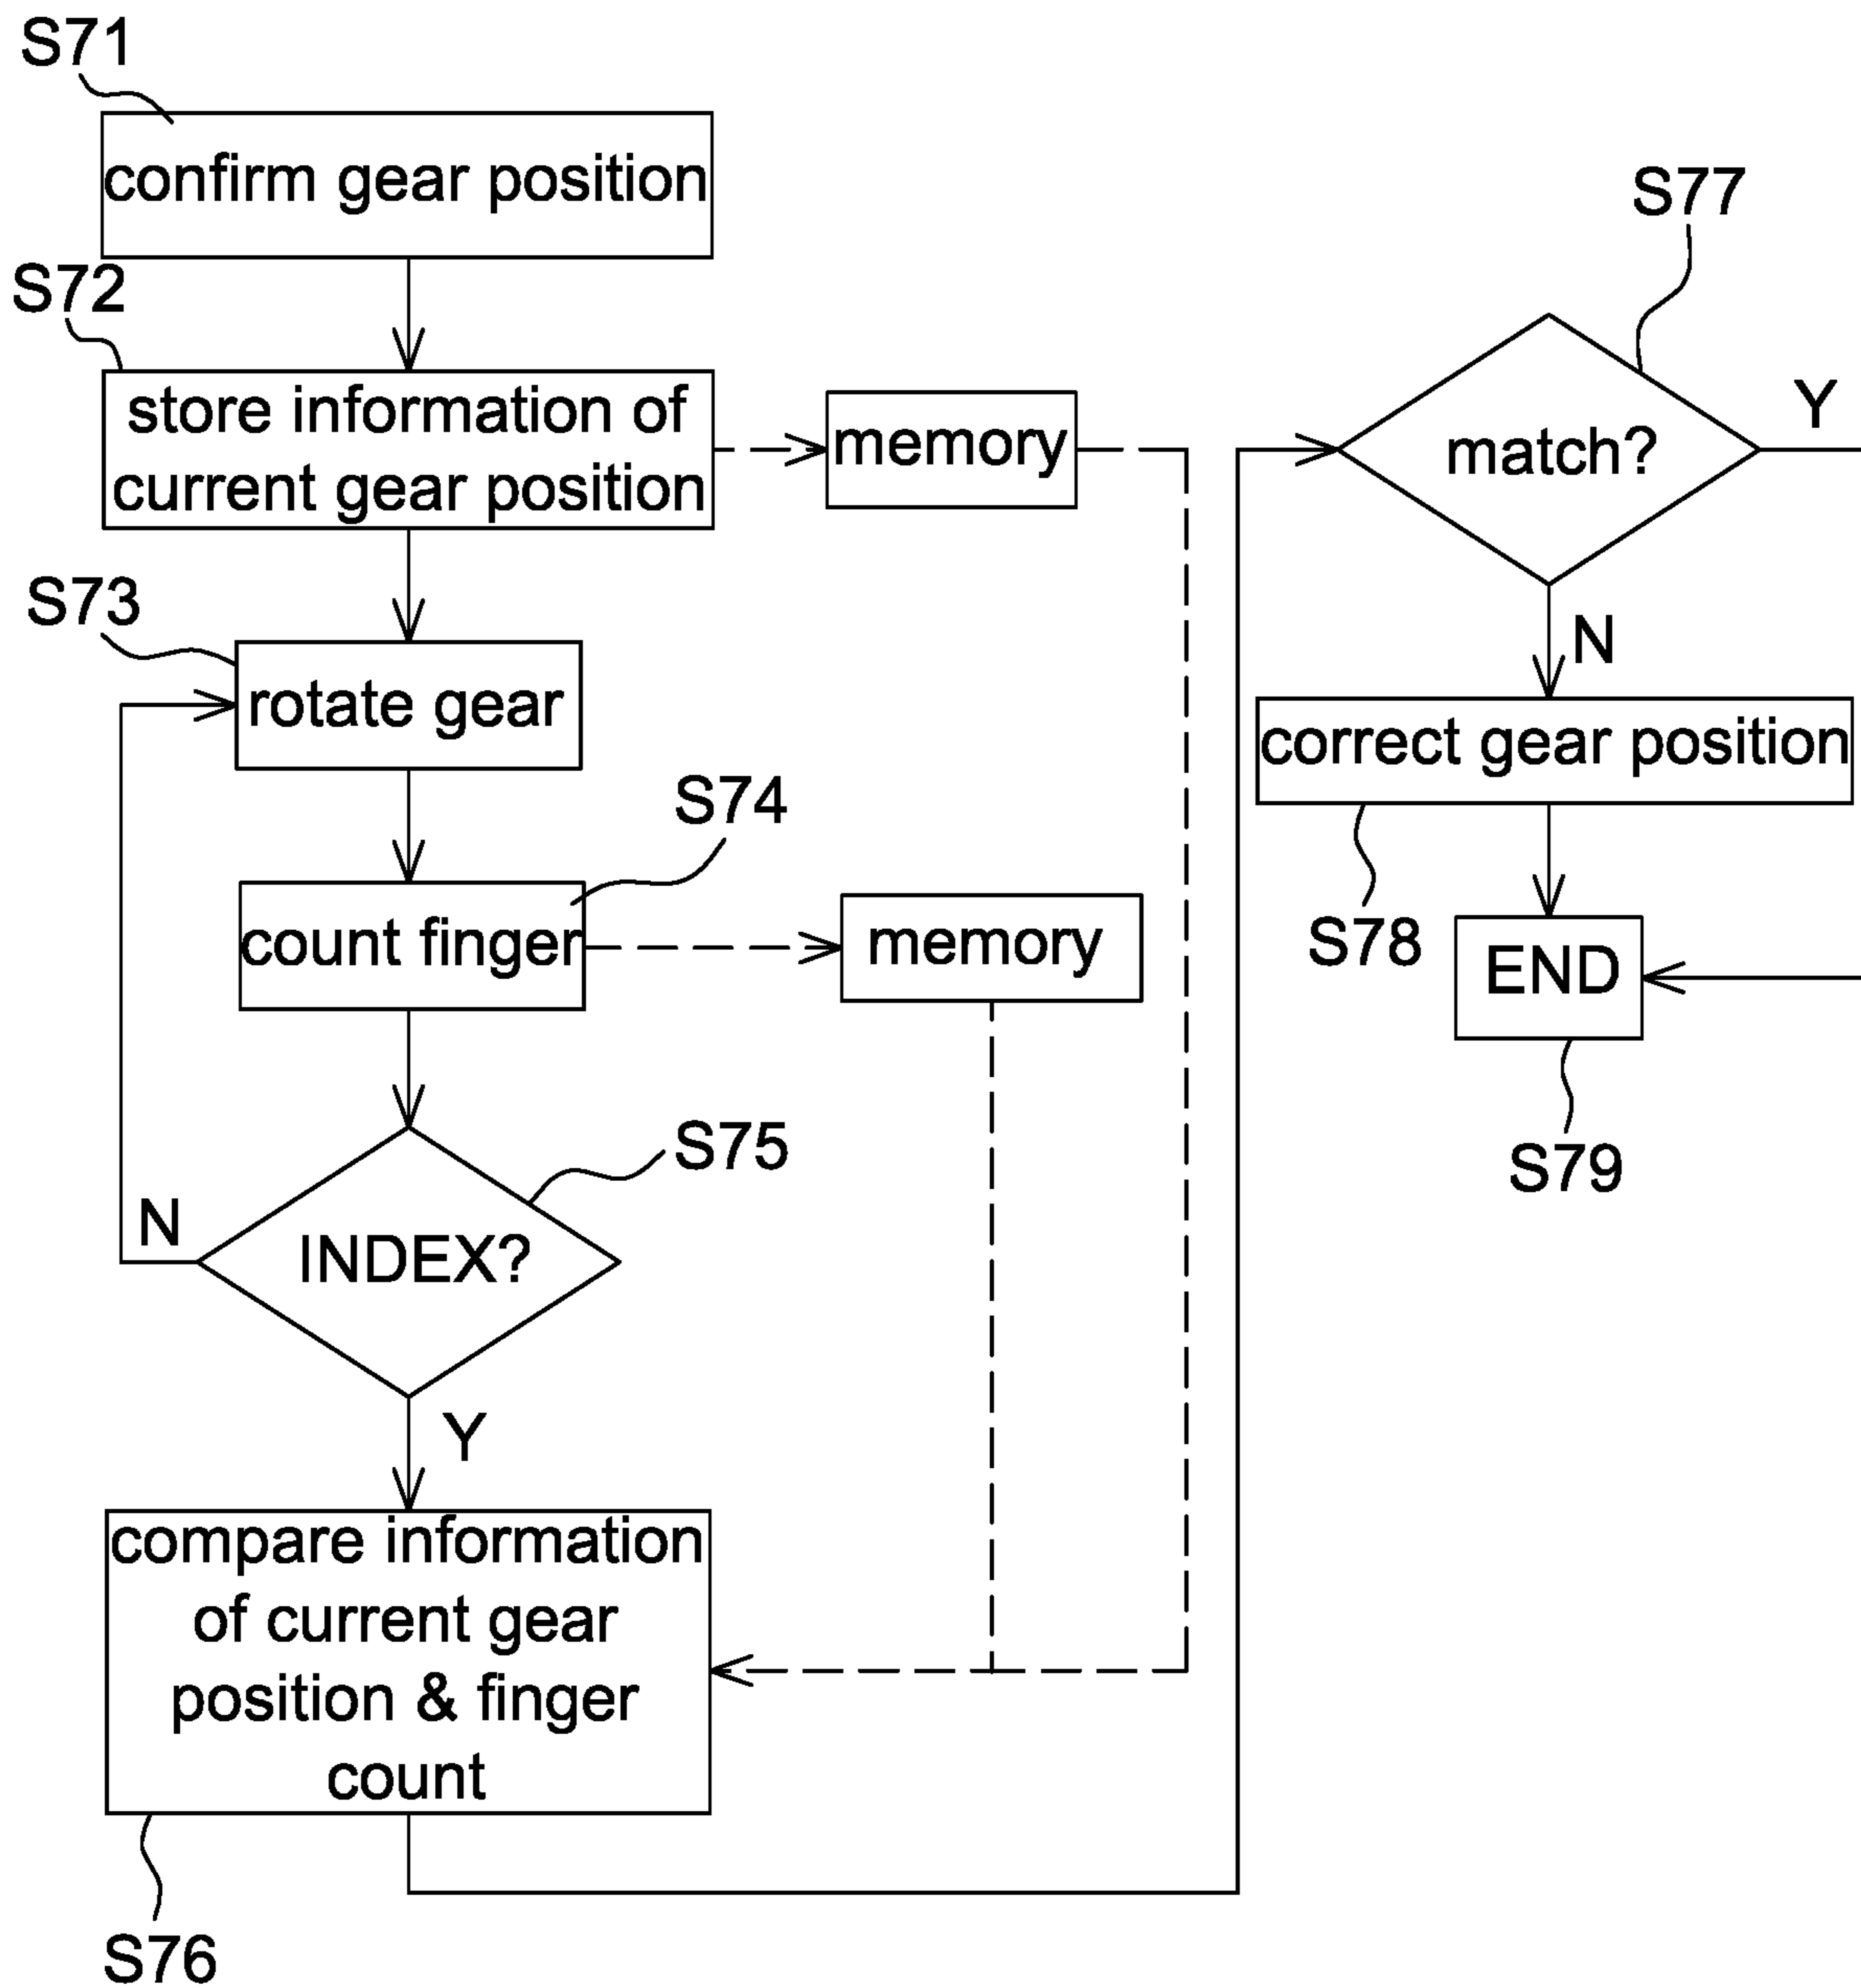 S71
confirm gear position
S72
store information of
current gear position
memory
S73
rotate gear
S74
count finger
memory
S75
INDEX?
N
Y
compare information
of current gear
position & finger
count
S76
S77
match?
Y
N
correct gear position
S78
END
S79